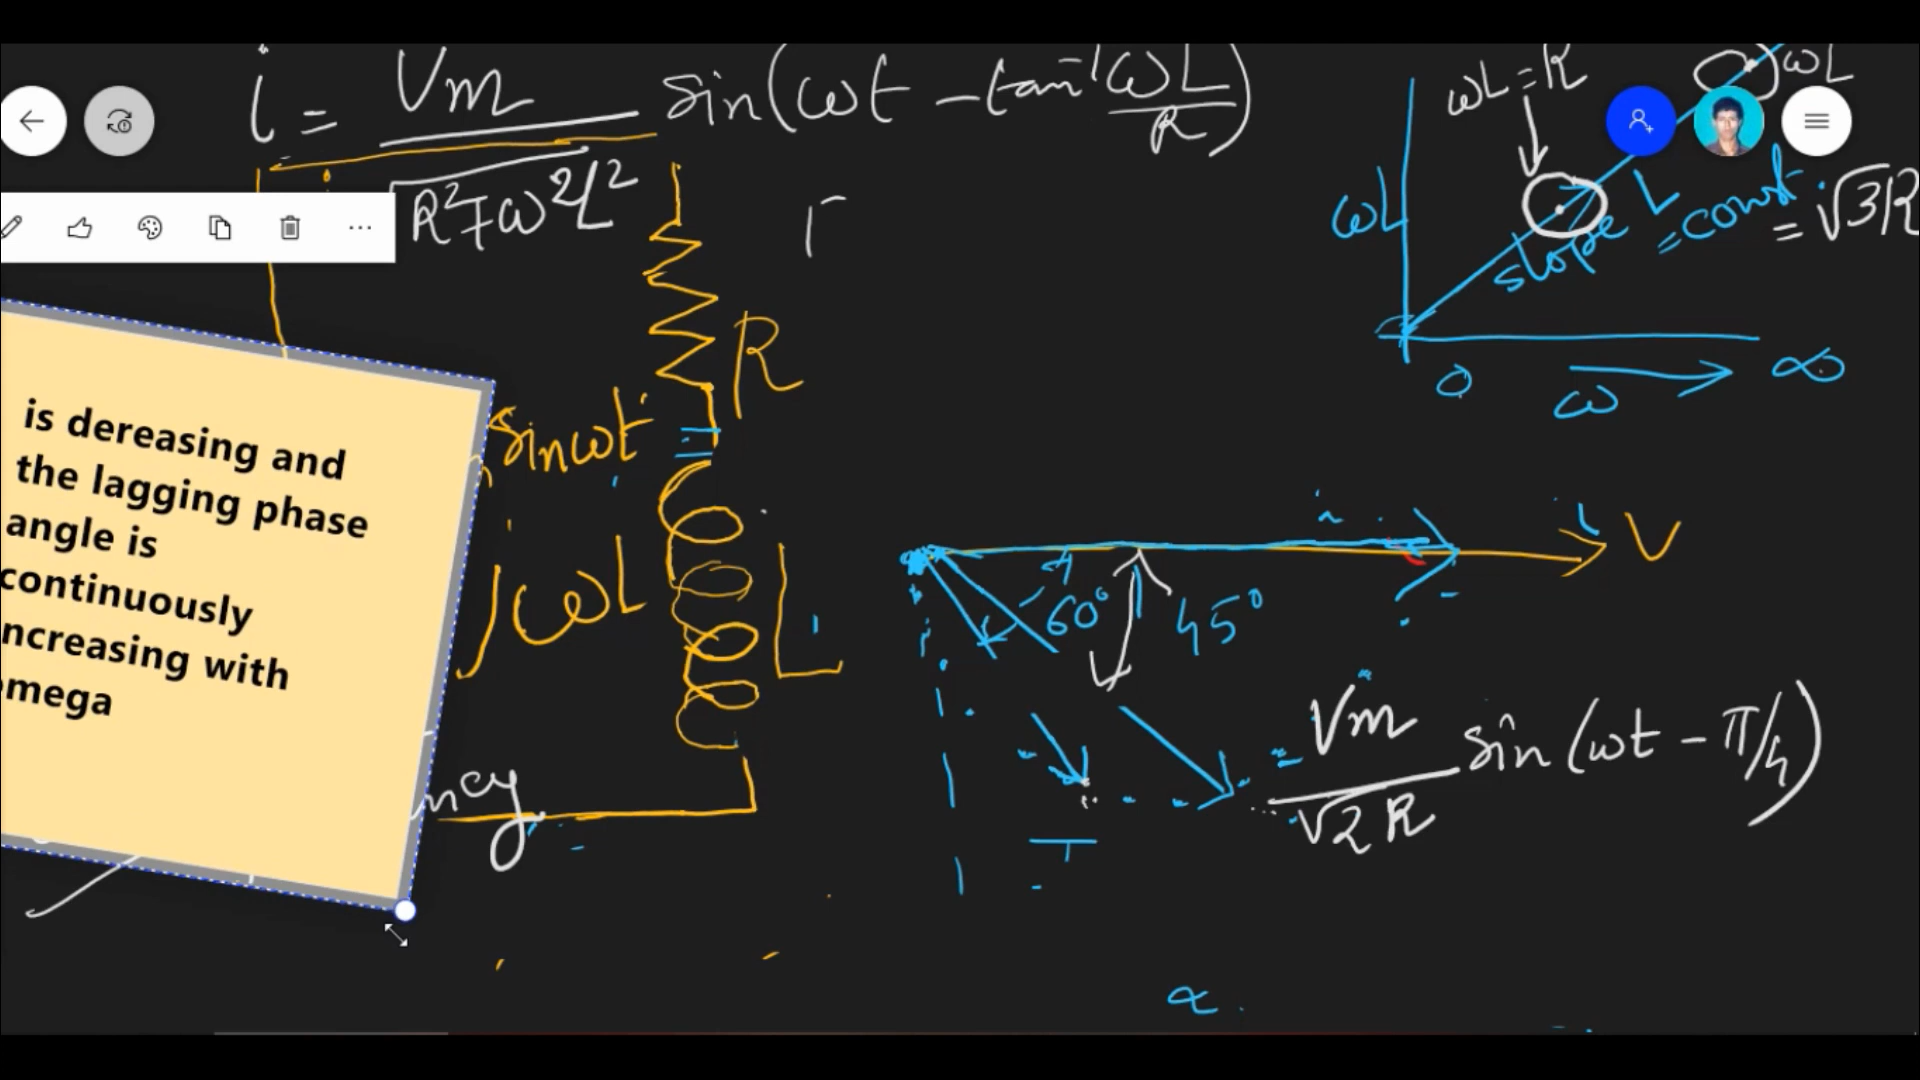 i = Vm sin(ωt - tan⁻¹ ωL/R)
R² + ω²L²
ωL = R
ωL
= √3R
ωL
slope L = const
0
ω
∞
R
sinωt
jωL
L
is dereasing and
the lagging phase
angle is
continuously
ncreasing with
mega
V
60°
45°
= Vm/√2R sin(ωt - π/4)
ncy